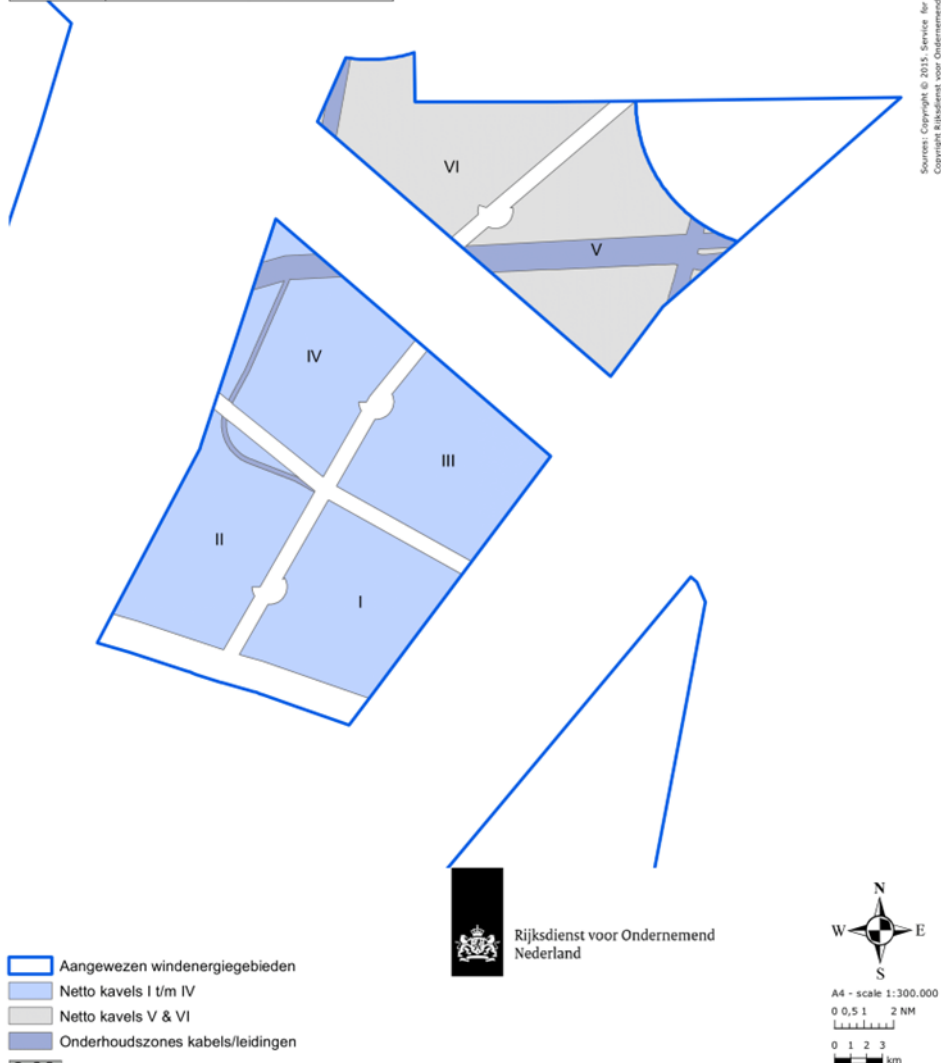 Sources: Copyright © 2015. Service for
Copyright Rijksdienst voor Ondernemend
VI
V
IV
III
II
I
Rijksdienst voor Ondernemend
Nederland
N
W
E
S
Aangewezen windenergiegebieden
Netto kavels I t/m IV
Netto kavels V & VI
Onderhoudszones kabels/leidingen
A4 - scale 1:300.000
0 0,5 1 2 NM
0 1 2 3
km